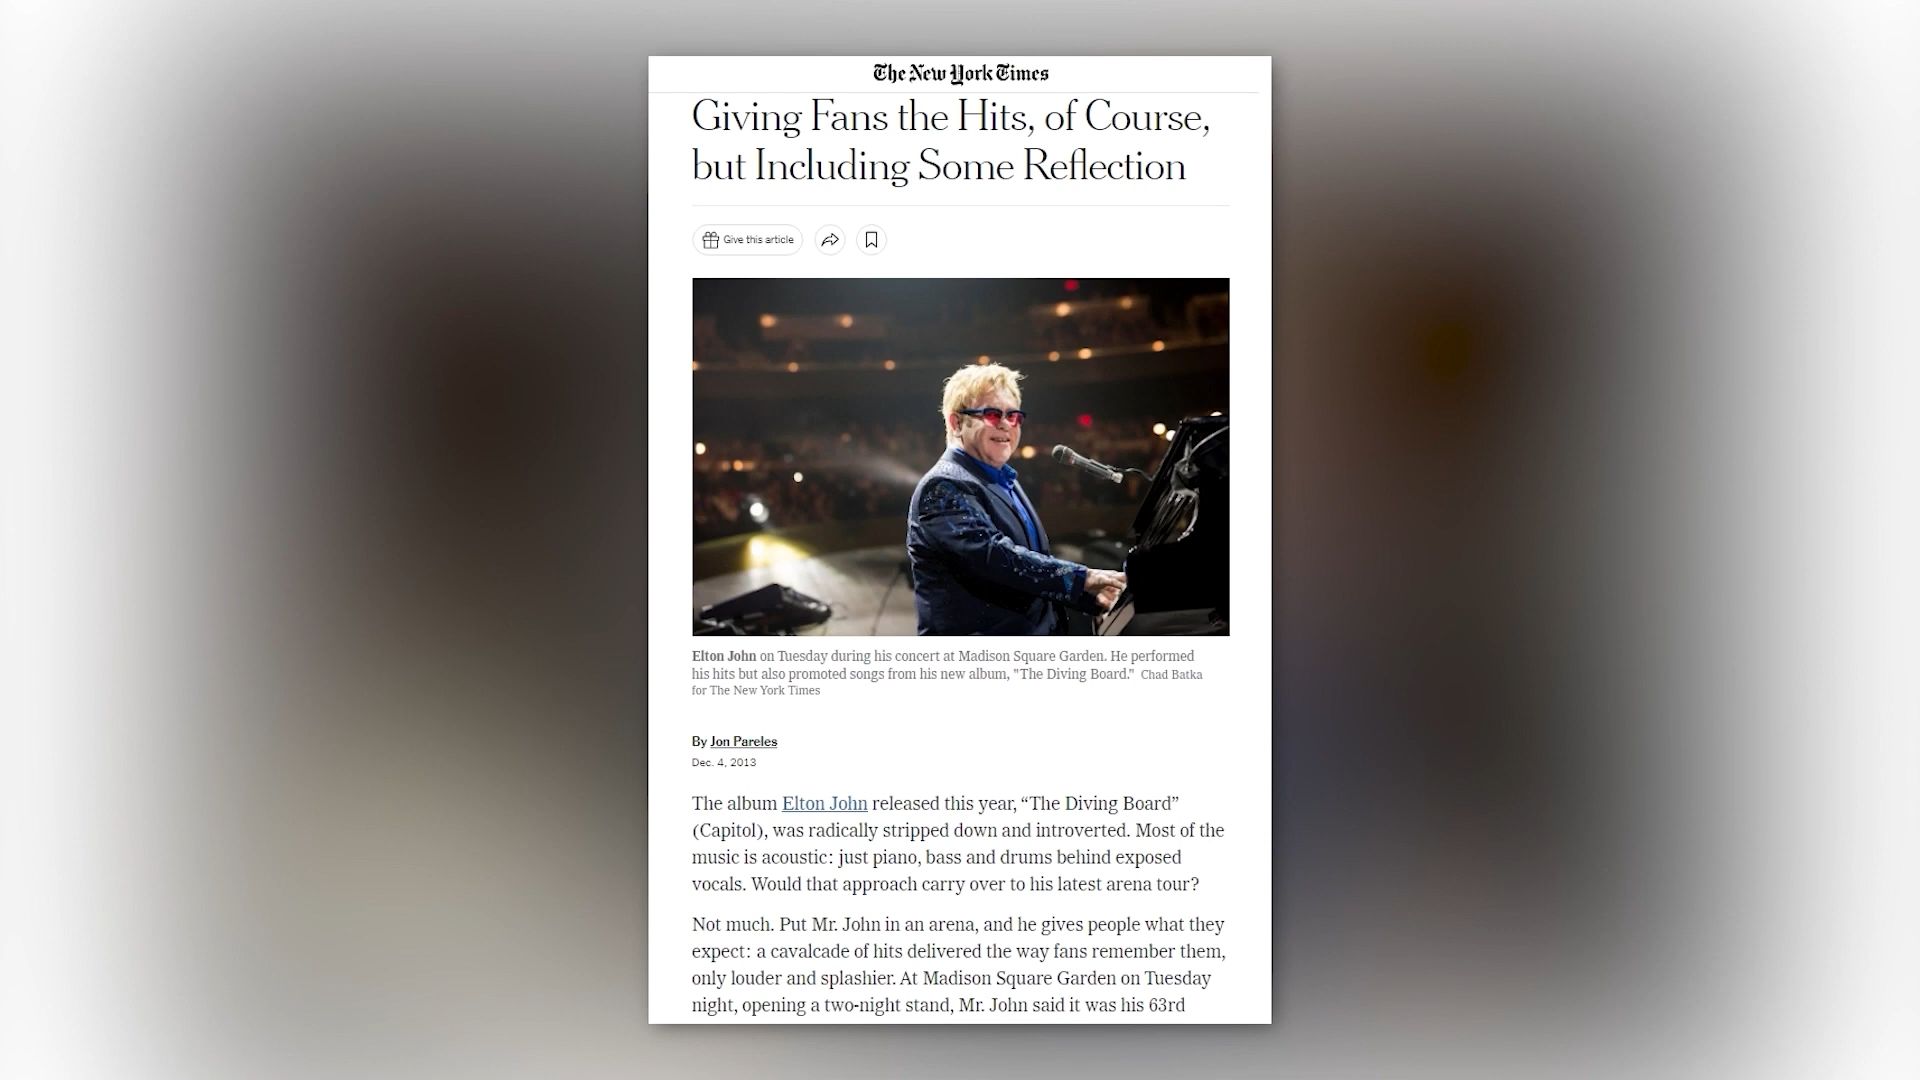 The New York Times
Giving Fans the Hits, of Course,
but Including Some Reflection
Give this article
Elton John on Tuesday during his concert at Madison Square Garden. He performed
his hits but also promoted songs from his new album, "The Diving Board." Chad Batka
for The New York Times
By Jon Pareles
Dec. 4, 2013
The album Elton John released this year, “The Diving Board”
(Capitol), was radically stripped down and introverted. Most of the
music is acoustic: just piano, bass and drums behind exposed
vocals. Would that approach carry over to his latest arena tour?
Not much. Put Mr. John in an arena, and he gives people what they
expect: a cavalcade of hits delivered the way fans remember them,
only louder and splashier. At Madison Square Garden on Tuesday
night, opening a two-night stand, Mr. John said it was his 63rd